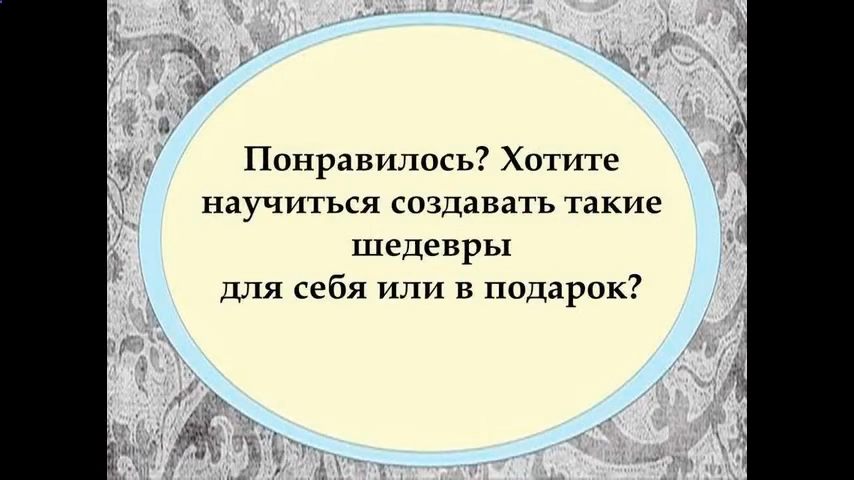 Понравилось? Хотите
научиться создавать такие
шедевры
для себя или в подарок?